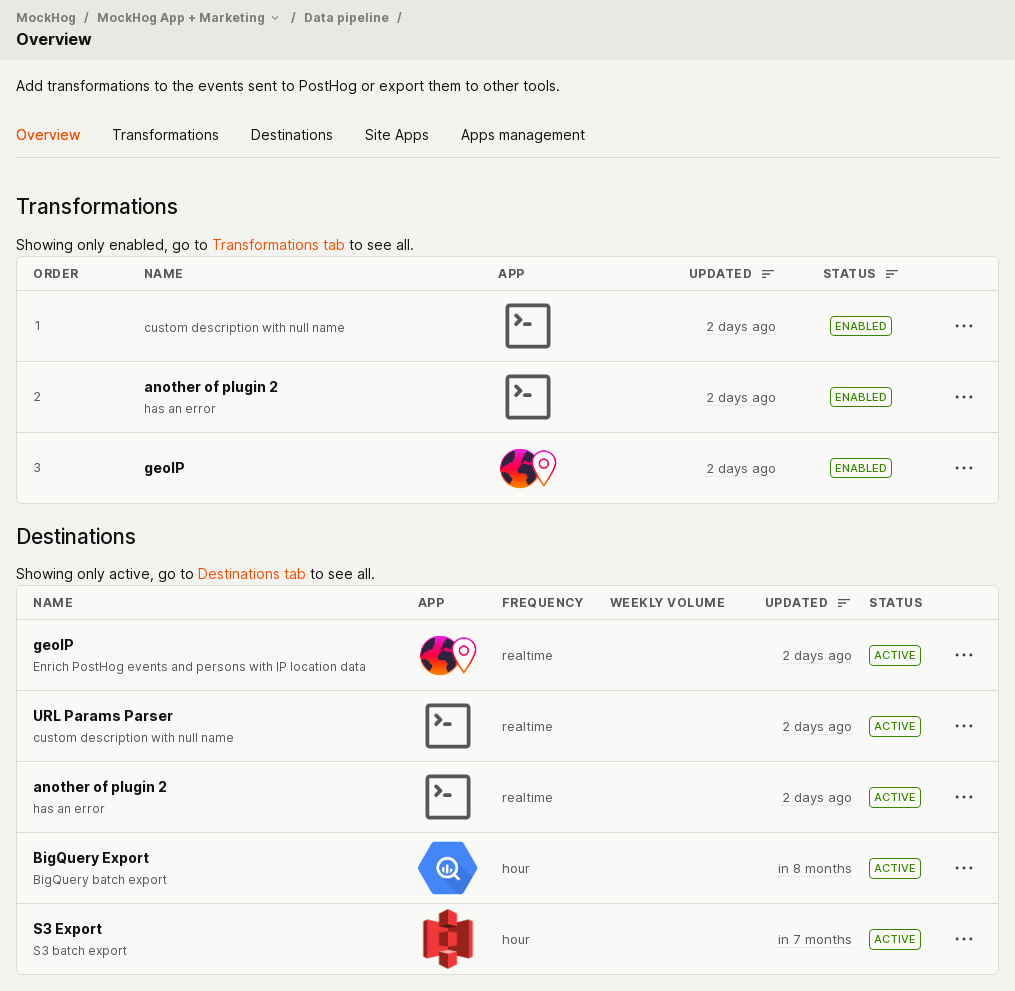 MockHog / MockHog App + Marketing / Data pipeline /
Overview
Add transformations to the events sent to PostHog or export them to other tools.
Overview Transformations Destinations Site Apps Apps management
Transformations
Showing only enabled, go to Transformations tab to see all.
ORDER NAME APP UPDATED STATUS
1 custom description with null name 2 days ago ENABLED
2 another of plugin 2 2 days ago ENABLED
has an error
3 geoIP 2 days ago ENABLED
Destinations
Showing only active, go to Destinations tab to see all.
NAME APP FREQUENCY WEEKLY VOLUME UPDATED STATUS
geoIP realtime 2 days ago ACTIVE
Enrich PostHog events and persons with IP location data
URL Params Parser realtime 2 days ago ACTIVE
custom description with null name
another of plugin 2 realtime 2 days ago ACTIVE
has an error
BigQuery Export hour in 8 months ACTIVE
BigQuery batch export
S3 Export hour in 7 months ACTIVE
S3 batch export